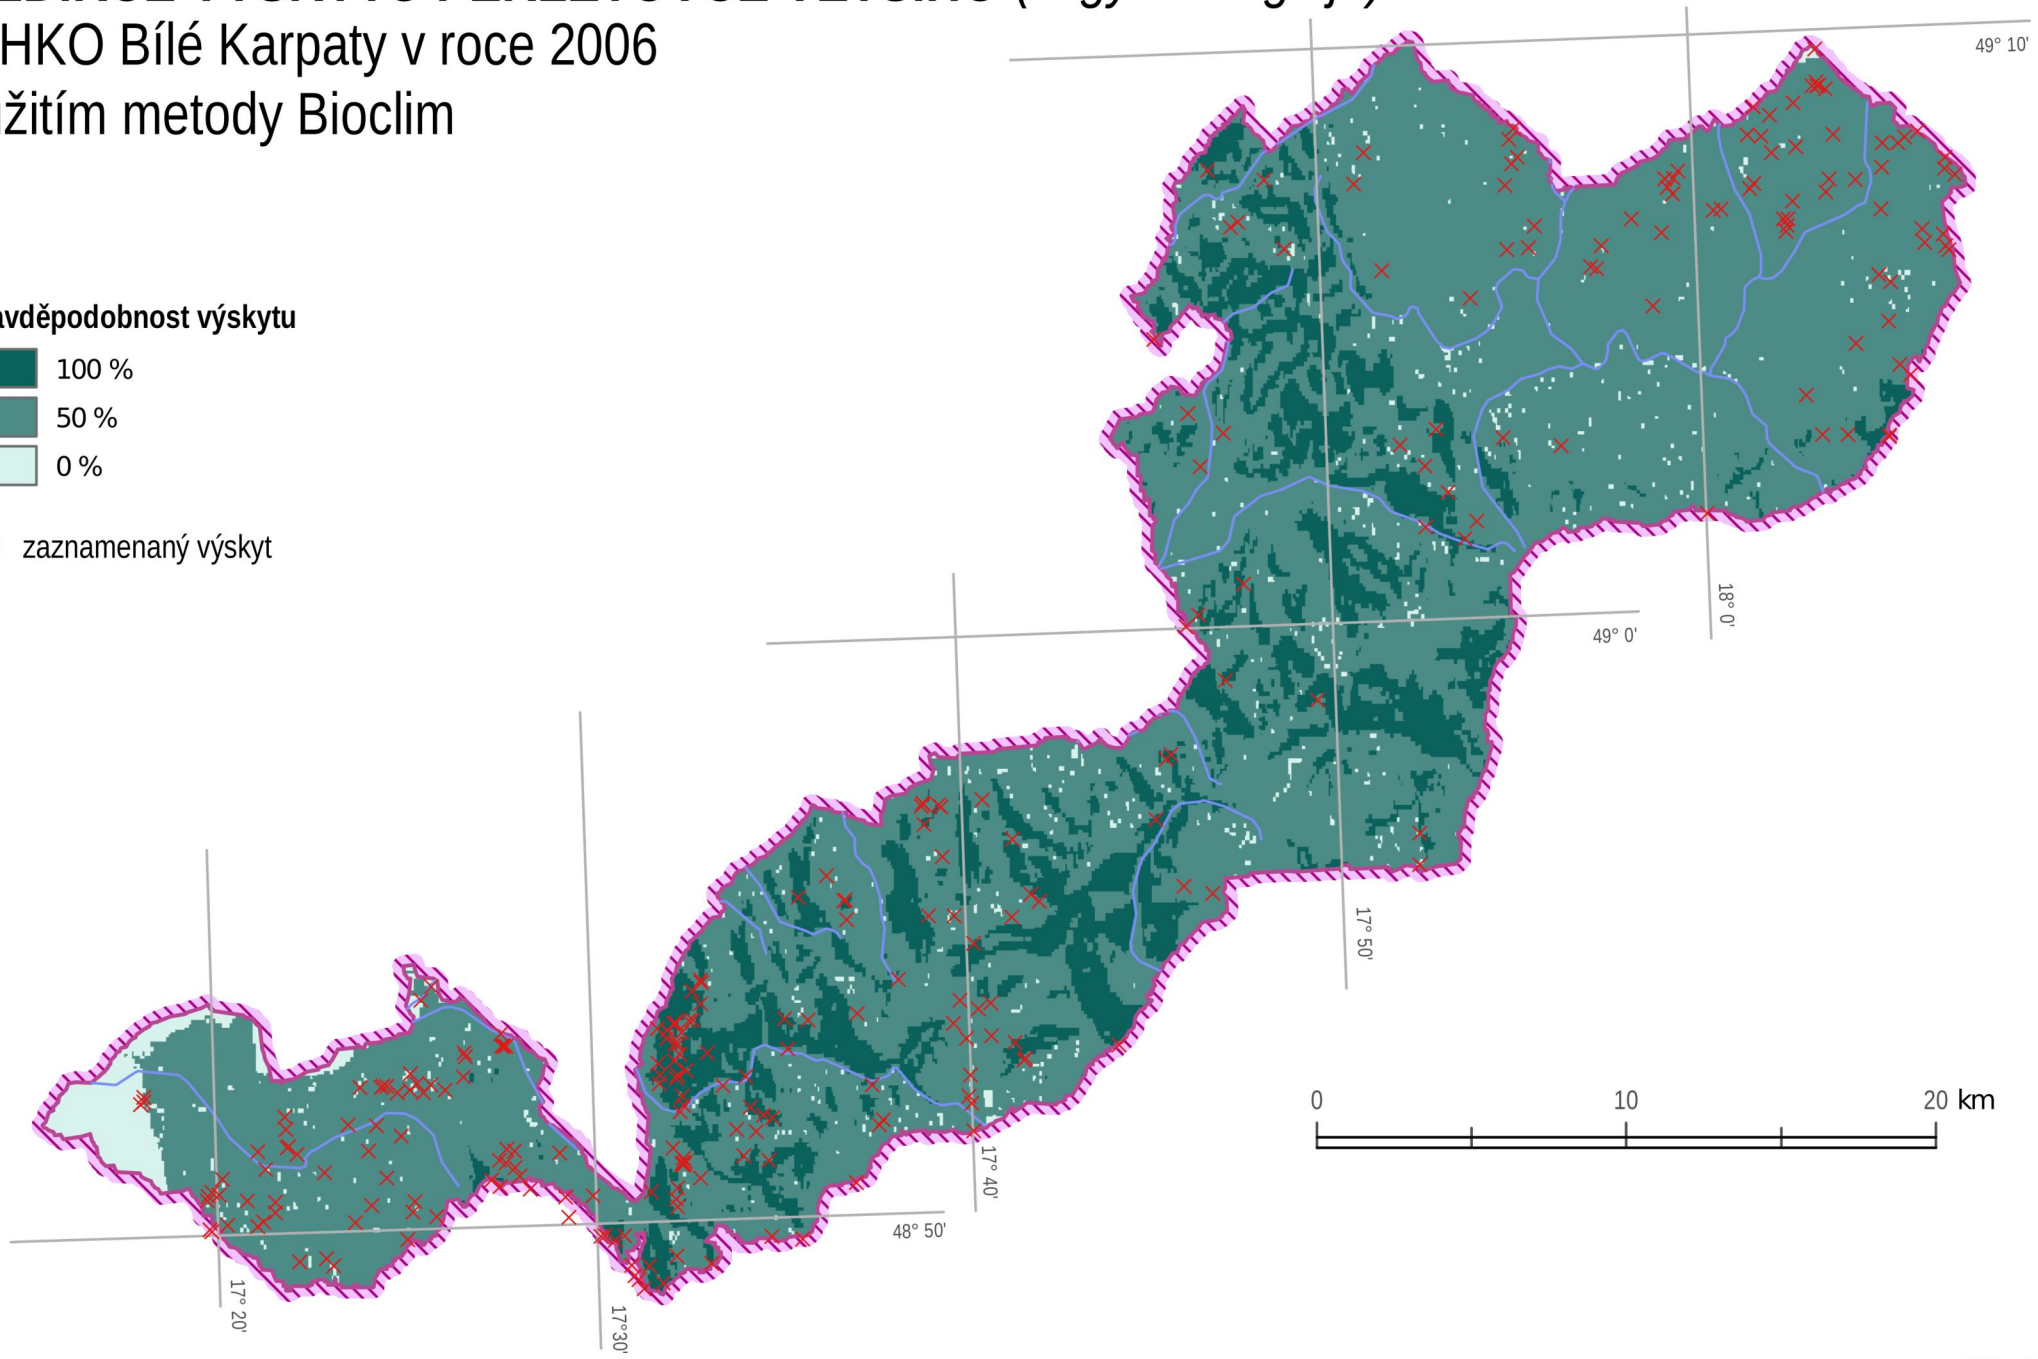 HKO Bílé Karpaty v roce 2006
žitím metody Bioclim
avděpodobnost výskytu
100 %
50 %
0 %
zaznamenaný výskyt
49° 10'
18° 0'
49° 0'
17° 50'
17° 40'
48° 50'
17°30'
17° 20'
0 10 20 km